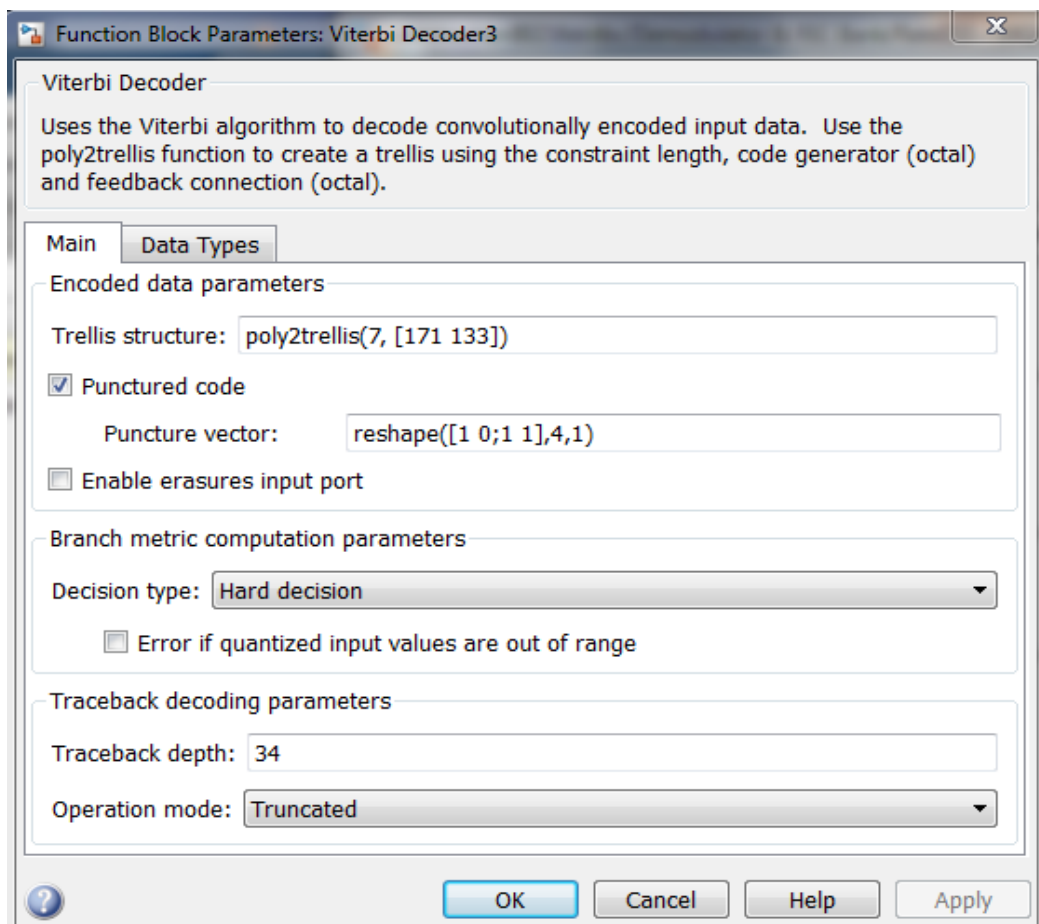 Function Block Parameters: Viterbi Decoder3
Viterbi Decoder
Uses the Viterbi algorithm to decode convolutionally encoded input data.  Use the
poly2trellis function to create a trellis using the constraint length, code generator (octal)
and feedback connection (octal).
Main Data Types
Encoded data parameters
Trellis structure: poly2trellis(7, [171 133])
Punctured code
Puncture vector: reshape([1 0;1 1],4,1)
Enable erasures input port
Branch metric computation parameters
Decision type: Hard decision
Error if quantized input values are out of range
Traceback decoding parameters
Traceback depth: 34
Operation mode: Truncated
? OK Cancel Help Apply